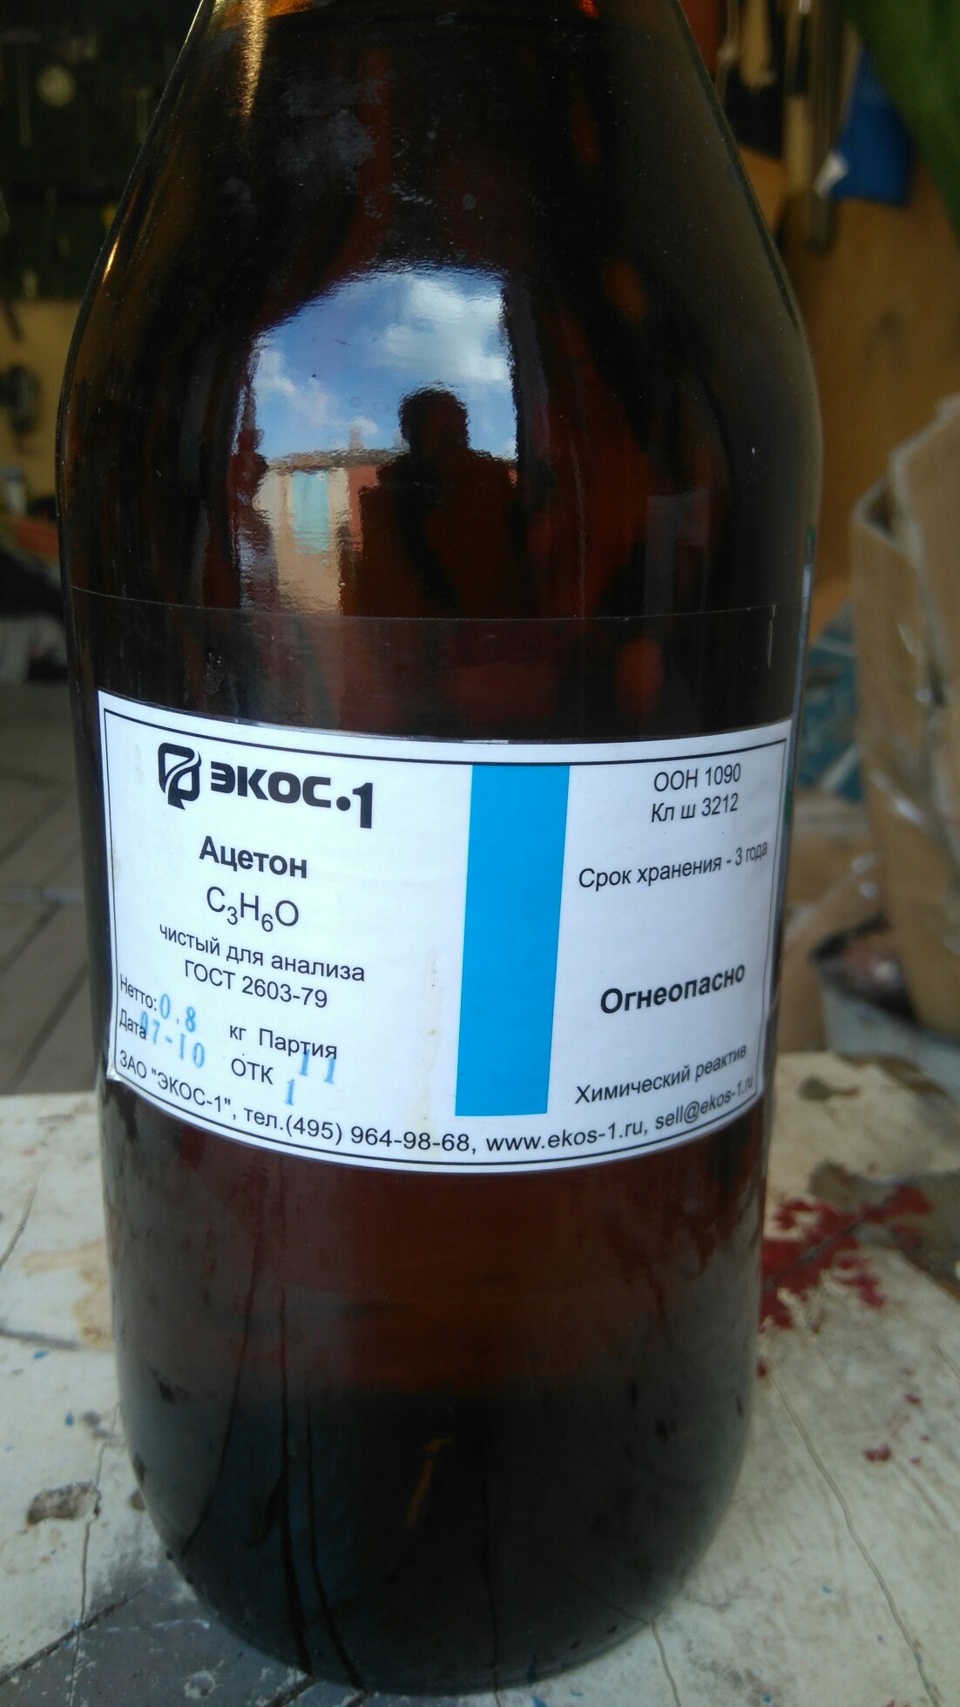 ЭКОС•1
Ацетон
C₃H₆O
чистый для анализа
ГОСТ 2603-79
Нетто: 0.8 кг Партия 11
Дата 07-10 ОТК 1
ЗАО "ЭКОС-1", тел.(495) 964-98-68, www.ekos-1.ru, sell@ekos-1.ru
ООН 1090
Кл ш 3212
Срок хранения - 3 года
Огнеопасно
Химический реактив